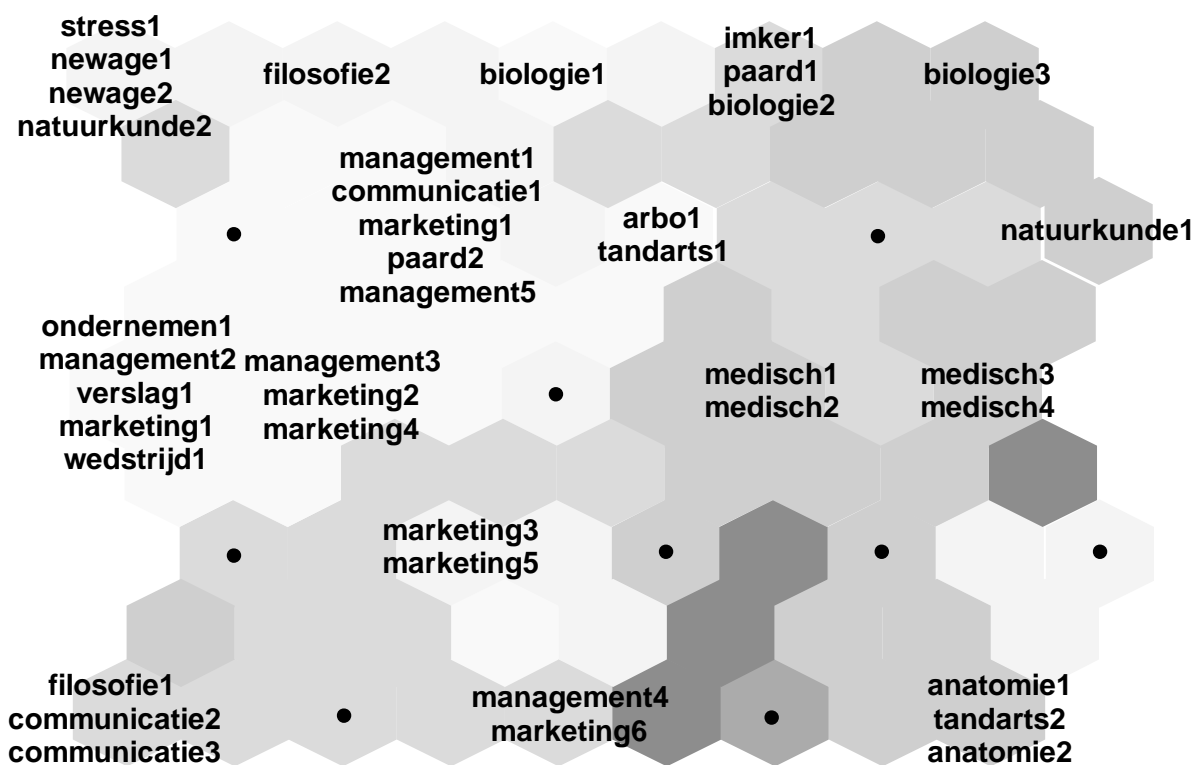 stress1
newage1
newage2
natuurkunde2
filosofie2
biologie1
imker1
paard1
biologie2
biologie3
management1
communicatie1
marketing1
paard2
management5
arbo1
tandarts1
natuurkunde1
ondernemen1
management2
verslag1
marketing1
wedstrijd1
management3
marketing2
marketing4
medisch1
medisch2
medisch3
medisch4
marketing3
marketing5
filosofie1
communicatie2
communicatie3
management4
marketing6
anatomie1
tandarts2
anatomie2